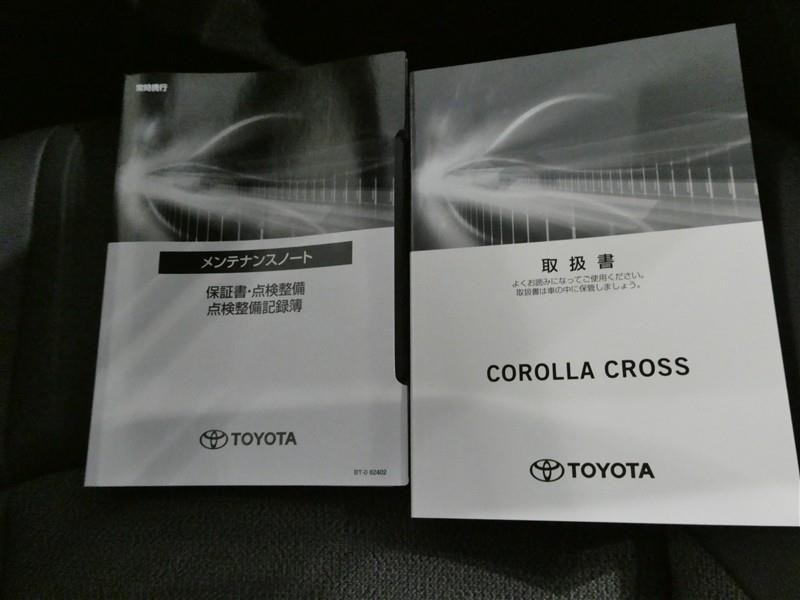 常時携行
メンテナンスノート
保証書・点検整備
点検整備記録簿
TOYOTA
BT-0 62402
取扱書
よくお読みになってご使用ください。
取扱書は車の中に保管しましょう。
COROLLA CROSS
TOYOTA